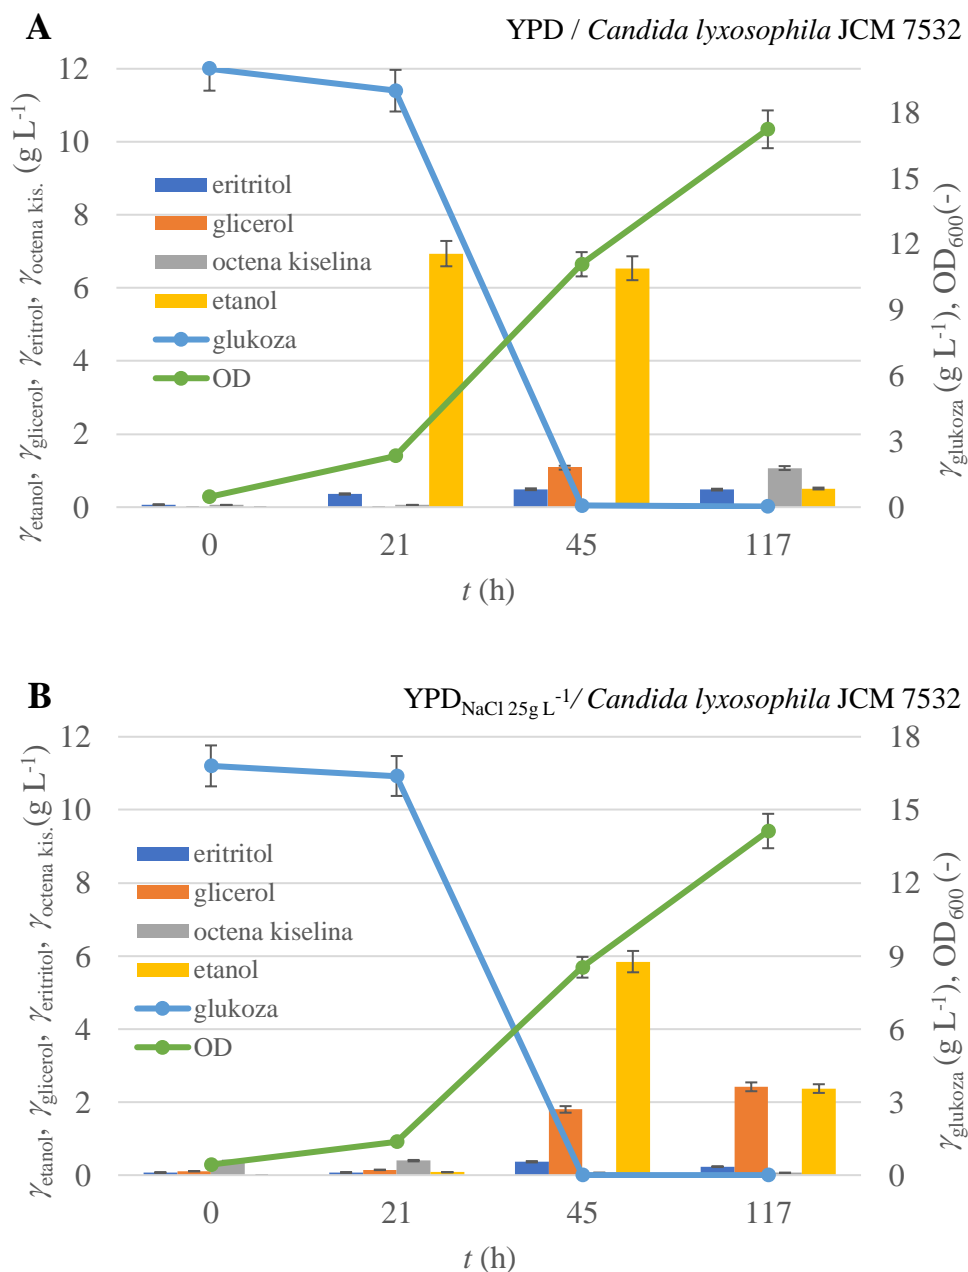 A
YPD / Candida lyxosophila JCM 7532
γetanol, γglicerol, γeritrol, γoctena kis. (g L-1)
12
10
8
6
4
2
0
eritritol
glicerol
octena kiselina
etanol
glukoza
OD
18
15
12
9
6
3
0
γglukoza (g L-1), OD600(-)
0 21 45 117
t (h)
B
YPDNaCl 25g L-1/ Candida lyxosophila JCM 7532
γetanol, γglicerol, γeritritol, γoctena kis.(g L-1)
12
10
8
6
4
2
0
eritritol
glicerol
octena kiselina
etanol
glukoza
OD
18
15
12
9
6
3
0
γglukoza (g L-1), OD600 (-)
0 21 45 117
t (h)